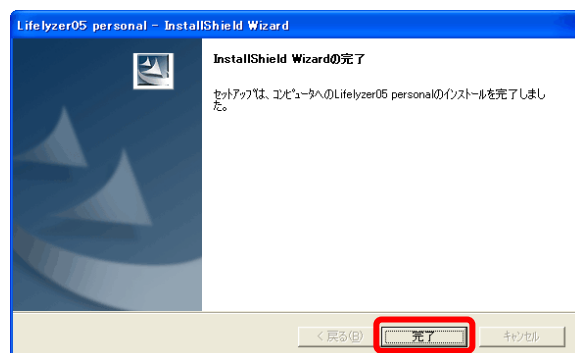 Lifelyzer05 personal - InstallShield Wizard
InstallShield Wizardの完了
セットアップは、コンピュータへのLifelyzer05 personalのインストールを完了しまし
た。
< 戻る(B)
完了
キャンセル